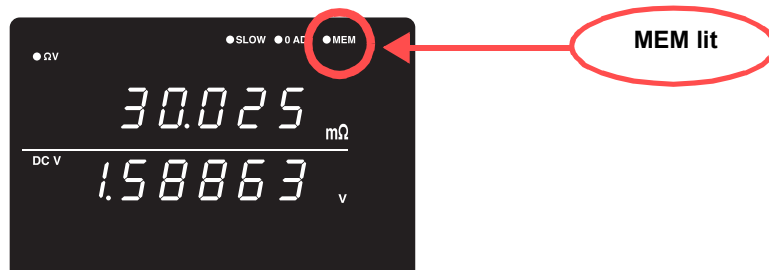 SLOW 0 AD MEM
MEM lit
ΩV
30.025 mΩ
DC V
1.58863 V